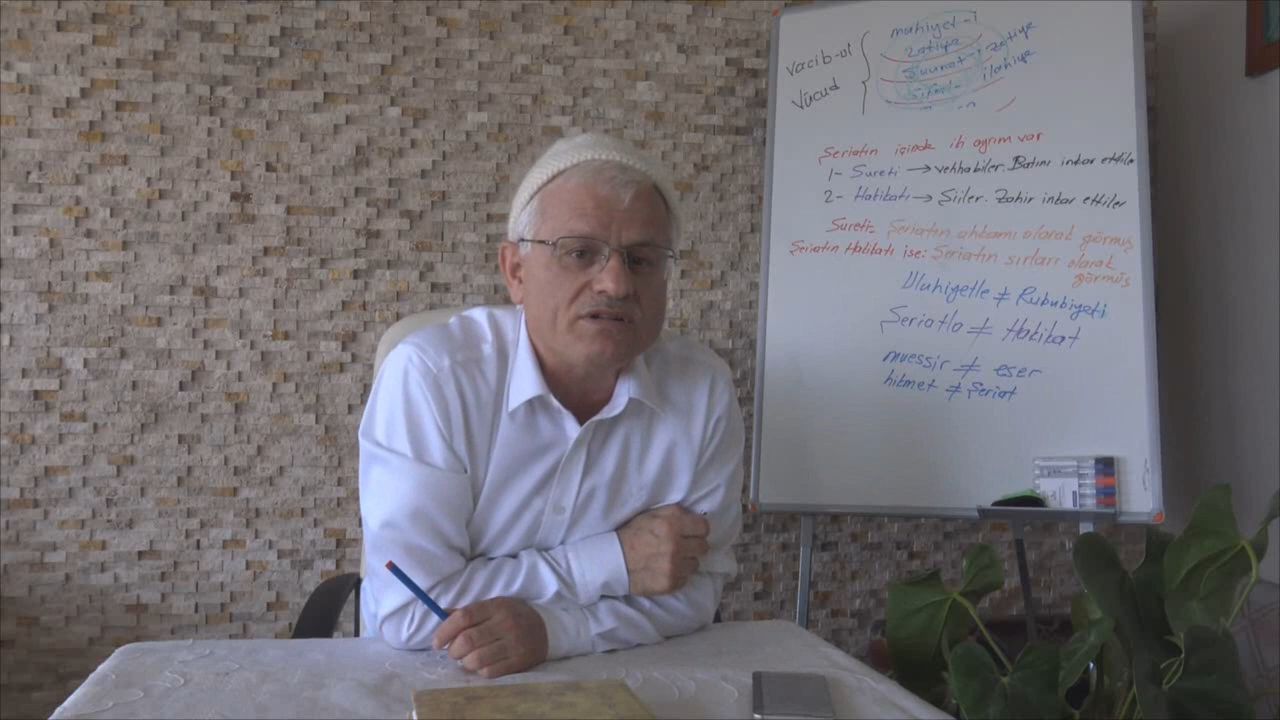 vacib-ul
Vücud
mahiyet-i
zatiye
Şuunat-ı zatiye
ilahiye
Şeriatın içinde iki ayrım var
1- Sureti → vehhabiler. Batını inkar ettiler
2- Hakikatı → Şiiler. Zahir inkar ettiler
Sureti: Şeriatın ahkamı olarak görmüş
Şeriatın Hakikatı ise: Şeriatın sırları olarak
görmüş
Uluhiyetle ≠ Rububiyeti
Şeriatla ≠ Hakikat
muessir ≠ eser
hikmet ≠ Şeriat